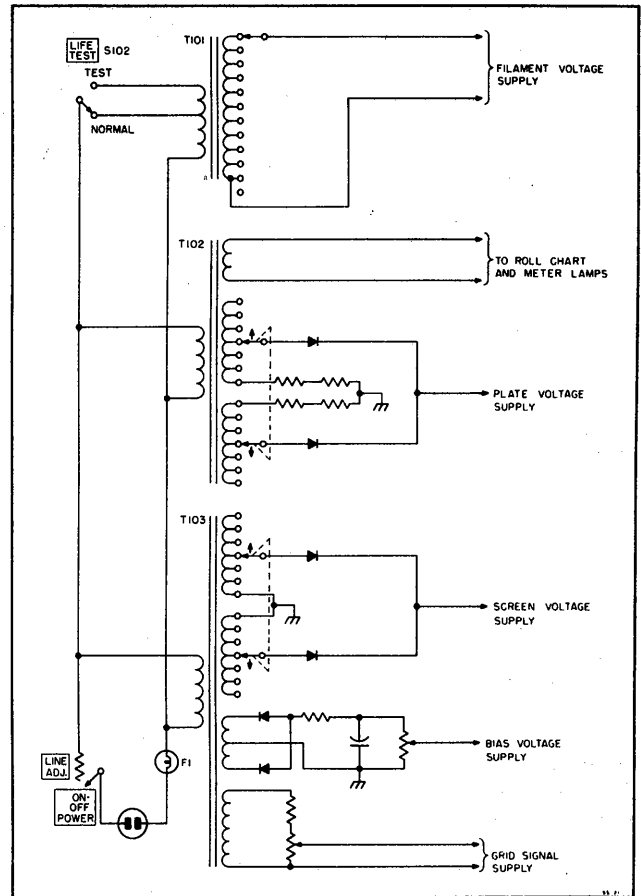 LIFE
TEST
S102
TEST
NORMAL
T101
FILAMENT VOLTAGE
SUPPLY
T102
TO ROLL CHART
AND METER LAMPS
PLATE VOLTAGE
SUPPLY
T103
SCREEN VOLTAGE
SUPPLY
BIAS VOLTAGE
SUPPLY
LINE
ADJ.
F1
ON-
OFF
POWER
GRID SIGNAL
SUPPLY